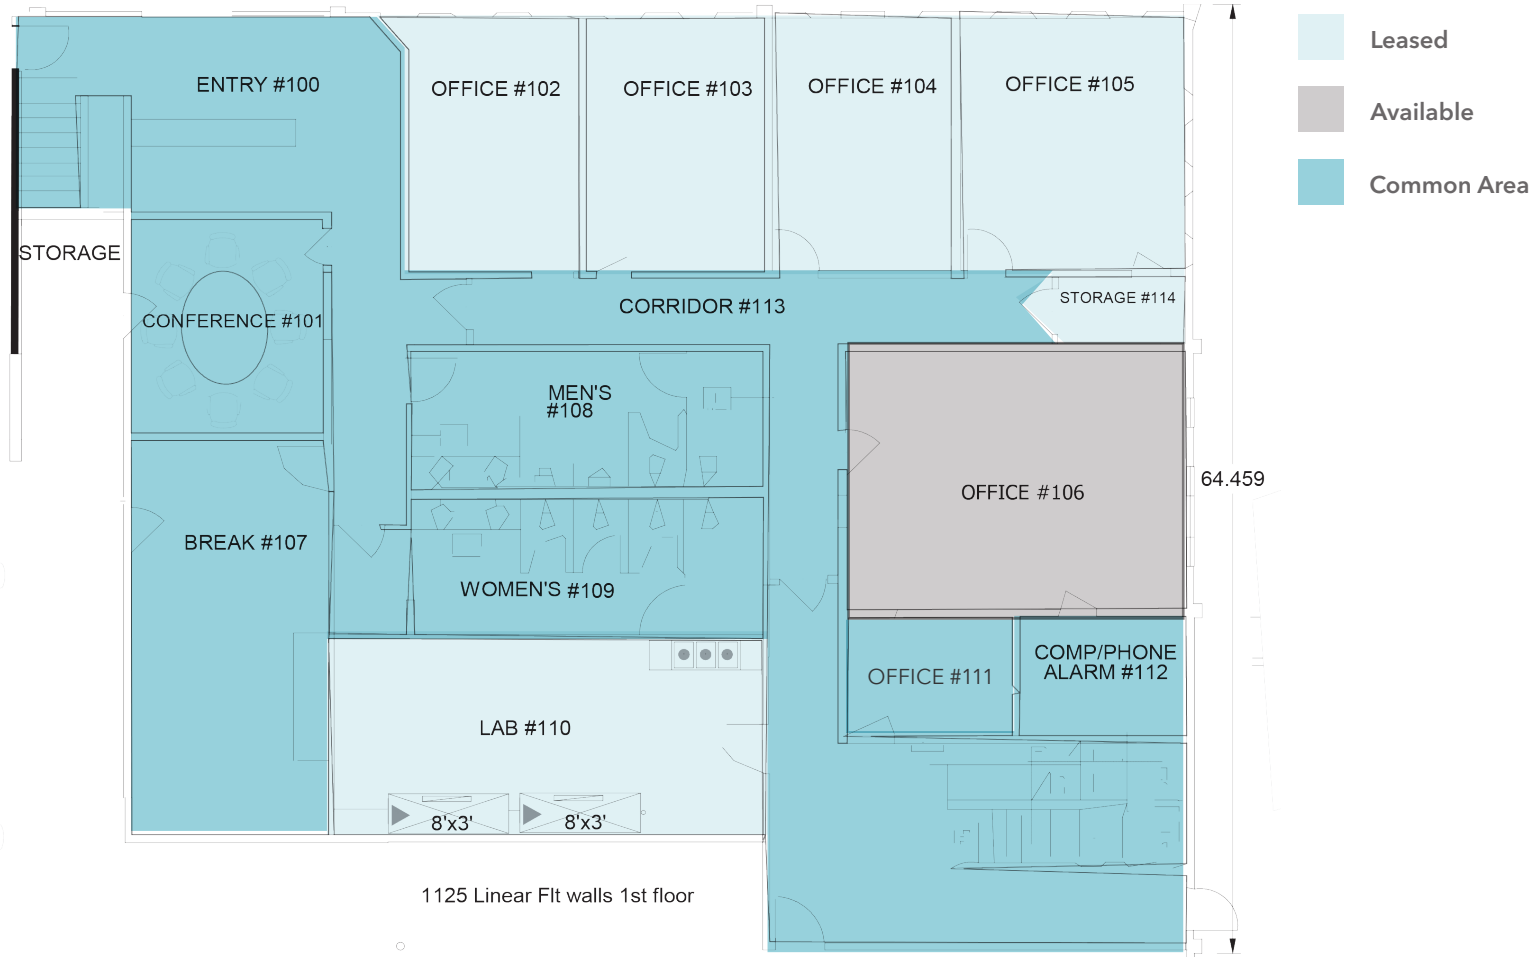 Leased
Available
Common Area
ENTRY #100
OFFICE #102
OFFICE #103
OFFICE #104
OFFICE #105
STORAGE
CONFERENCE #101
CORRIDOR #113
STORAGE #114
MEN'S
#108
OFFICE #106
64.459
BREAK #107
WOMEN'S #109
OFFICE #111
COMP/PHONE
ALARM #112
LAB #110
8'x3'
8'x3'
1125 Linear Flt walls 1st floor